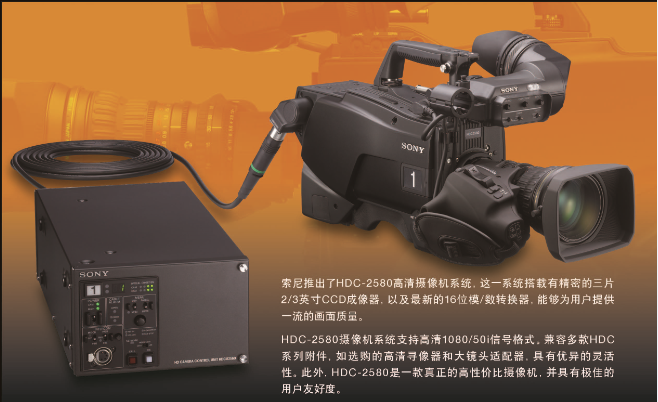 SONY
SONY
1
SONY
1
索尼推出了HDC-2580高清摄像机系统，这一系统搭载有精密的三片
2/3英寸CCD成像器，以及最新的16位模/数转换器，能够为用户提供
一流的画面质量。
HDC-2580摄像机系统支持高清1080/50i信号格式。兼容多款HDC
系列附件，如选购的高清寻像器和大镜头适配器，具有优异的灵活
性。此外，HDC-2580是一款真正的高性价比摄像机，并具有极佳的
用户友好度。